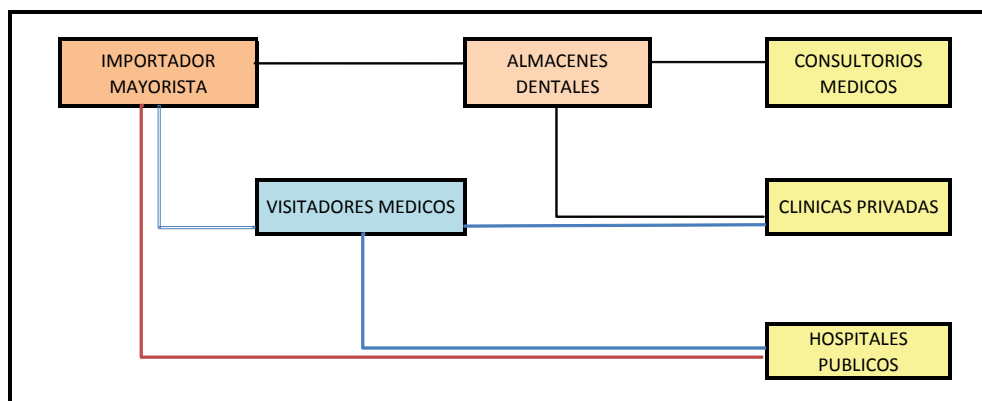 IMPORTADOR
MAYORISTA
ALMACENES
DENTALES
CONSULTORIOS
MEDICOS
VISITADORES MEDICOS
CLINICAS PRIVADAS
HOSPITALES
PUBLICOS